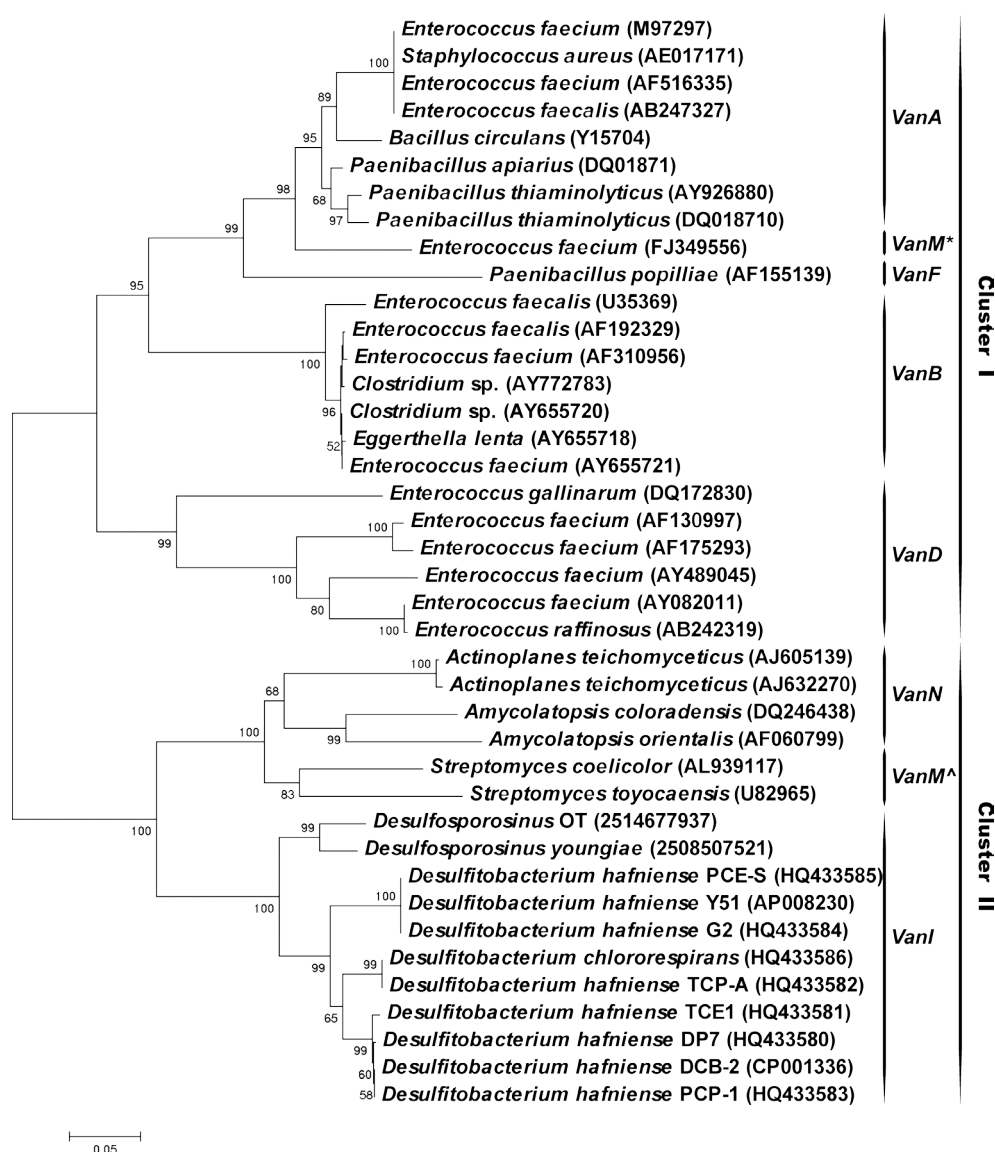 Enterococcus faecium (M97297)
Staphylococcus aureus (AE017171)
100
Enterococcus faecium (AF516335)
89
Enterococcus faecalis (AB247327)
VanA
95
Bacillus circulans (Y15704)
Paenibacillus apiarius (DQ01871)
98
Paenibacillus thiaminolyticus (AY926880)
68
97
Paenibacillus thiaminolyticus (DQ018710)
99
Enterococcus faecium (FJ349556)
VanM*
Paenibacillus popilliae (AF155139)
VanF
95
Enterococcus faecalis (U35369)
Cluster I
Enterococcus faecalis (AF192329)
Enterococcus faecium (AF310956)
100
VanB
Clostridium sp. (AY772783)
96
Clostridium sp. (AY655720)
Eggerthella lenta (AY655718)
52
Enterococcus faecium (AY655721)
Enterococcus gallinarum (DQ172830)
100
Enterococcus faecium (AF130997)
99
Enterococcus faecium (AF175293)
VanD
100
Enterococcus faecium (AY489045)
80
Enterococcus faecium (AY082011)
100
Enterococcus raffinosus (AB242319)
Actinoplanes teichomyceticus (AJ605139)
100
Actinoplanes teichomyceticus (AJ632270)
68
VanN
Amycolatopsis coloradensis (DQ246438)
100
99
Amycolatopsis orientalis (AF060799)
Streptomyces coelicolor (AL939117)
VanM^
83
Streptomyces toyocaensis (U82965)
100
Desulfosporosinus OT (2514677937)
99
Desulfosporosinus youngiae (2508507521)
Cluster II
Desulfitobacterium hafniense PCE-S (HQ433585)
100
Desulfitobacterium hafniense Y51 (AP008230)
100
Desulfitobacterium hafniense G2 (HQ433584)
VanI
Desulfitobacterium chlororespirans (HQ433586)
99
99
Desulfitobacterium hafniense TCP-A (HQ433582)
65
Desulfitobacterium hafniense TCE1 (HQ433581)
Desulfitobacterium hafniense DP7 (HQ433580)
99
Desulfitobacterium hafniense DCB-2 (CP001336)
60
Desulfitobacterium hafniense PCP-1 (HQ433583)
58
0.05